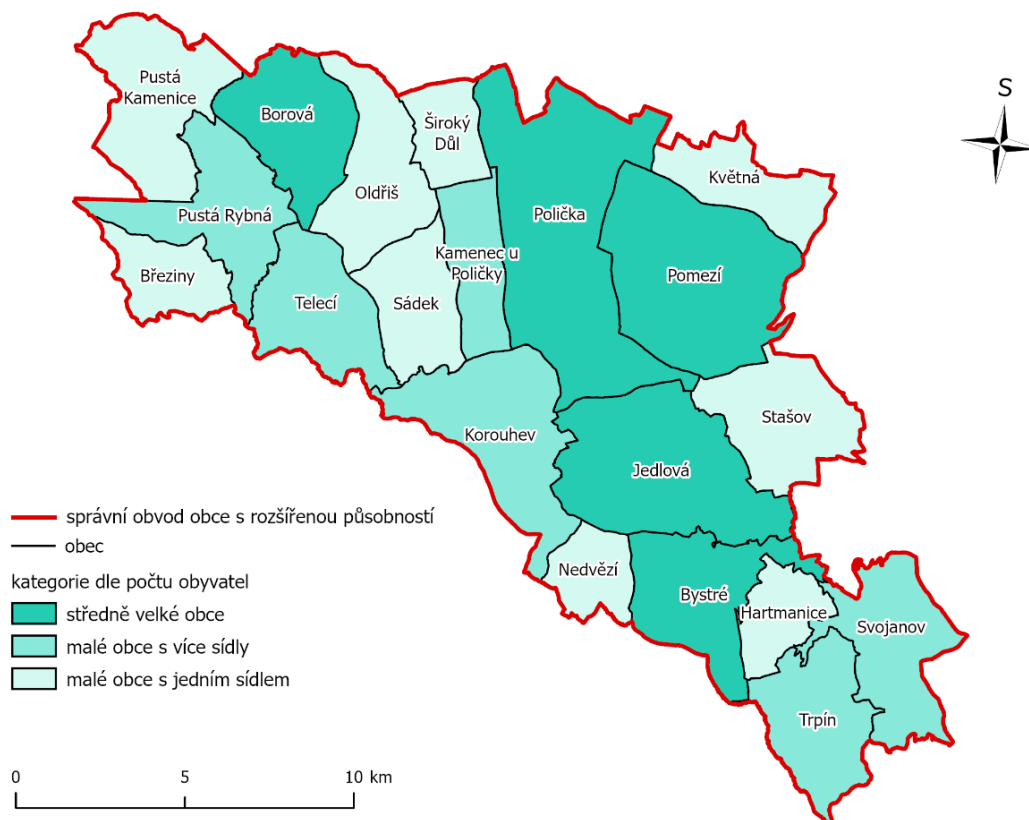 Pustá
Kamenice
Borová
Široký
Důl
S
Oldřiš
Květná
Pustá Rybná
Polička
Kamenec u
Poličky
Březiny
Telecí
Sádek
Pomezí
Stašov
Korouhev
Jedlová
správní obvod obce s rozšířenou působností
obec
Nedvězí
kategorie dle počtu obyvatel
Bystré
středně velké obce
Hartmanice
Svojanov
malé obce s více sídly
malé obce s jedním sídlem
Trpín
0 5 10 km